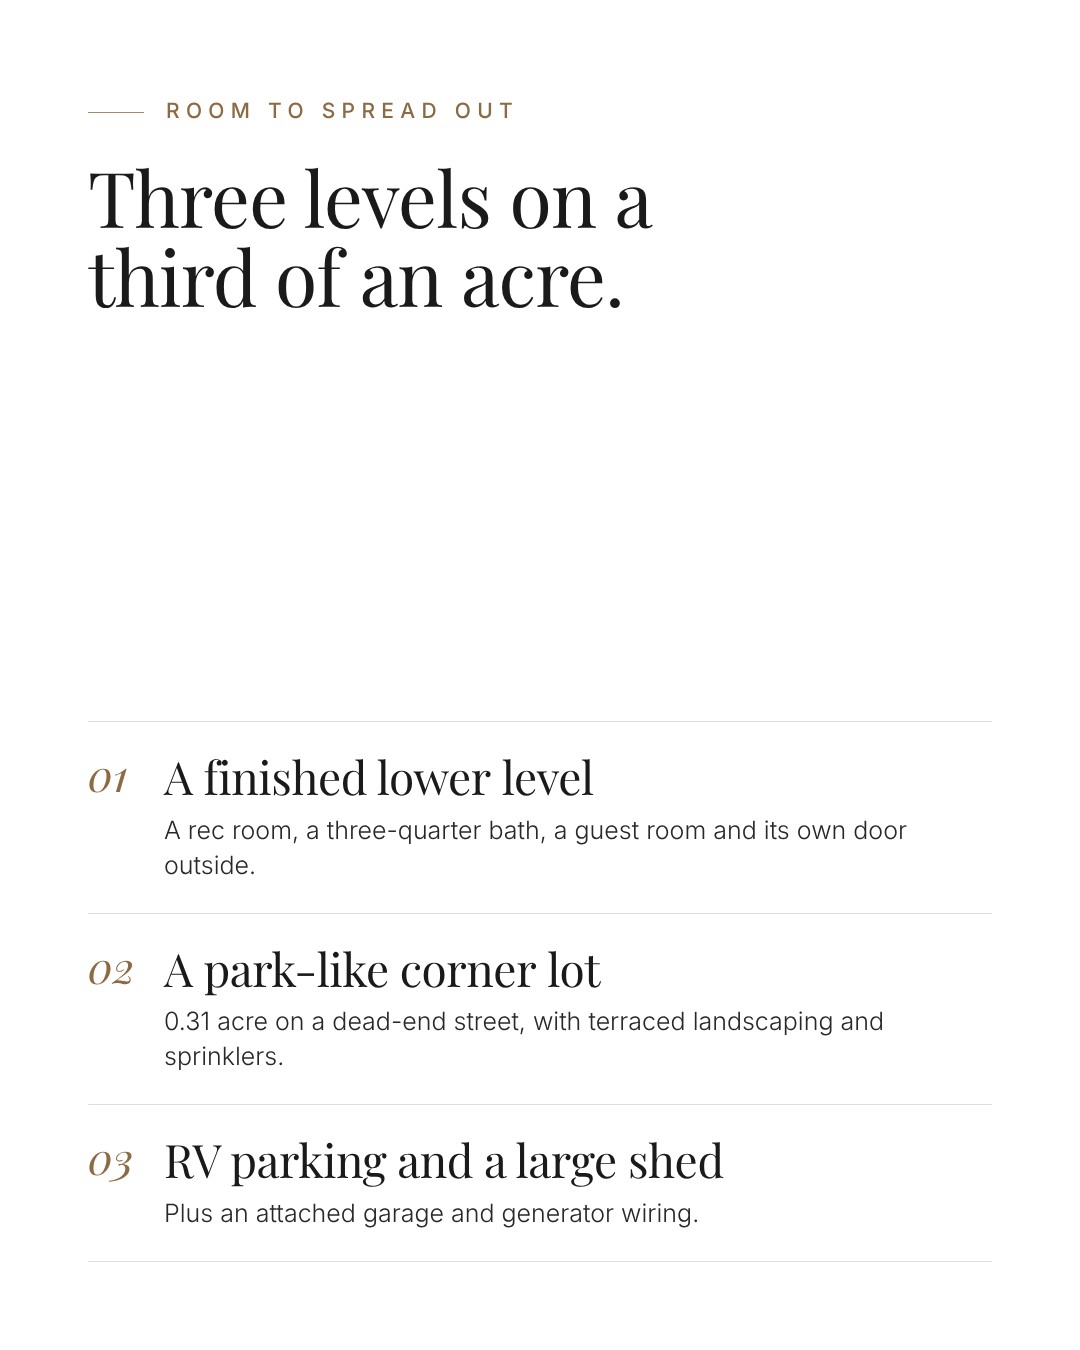 ROOM TO SPREAD OUT
Three levels on a
third of an acre.
01 A finished lower level
A rec room, a three-quarter bath, a guest room and its own door
outside.
02 A park-like corner lot
0.31 acre on a dead-end street, with terraced landscaping and
sprinklers.
03 RV parking and a large shed
Plus an attached garage and generator wiring.